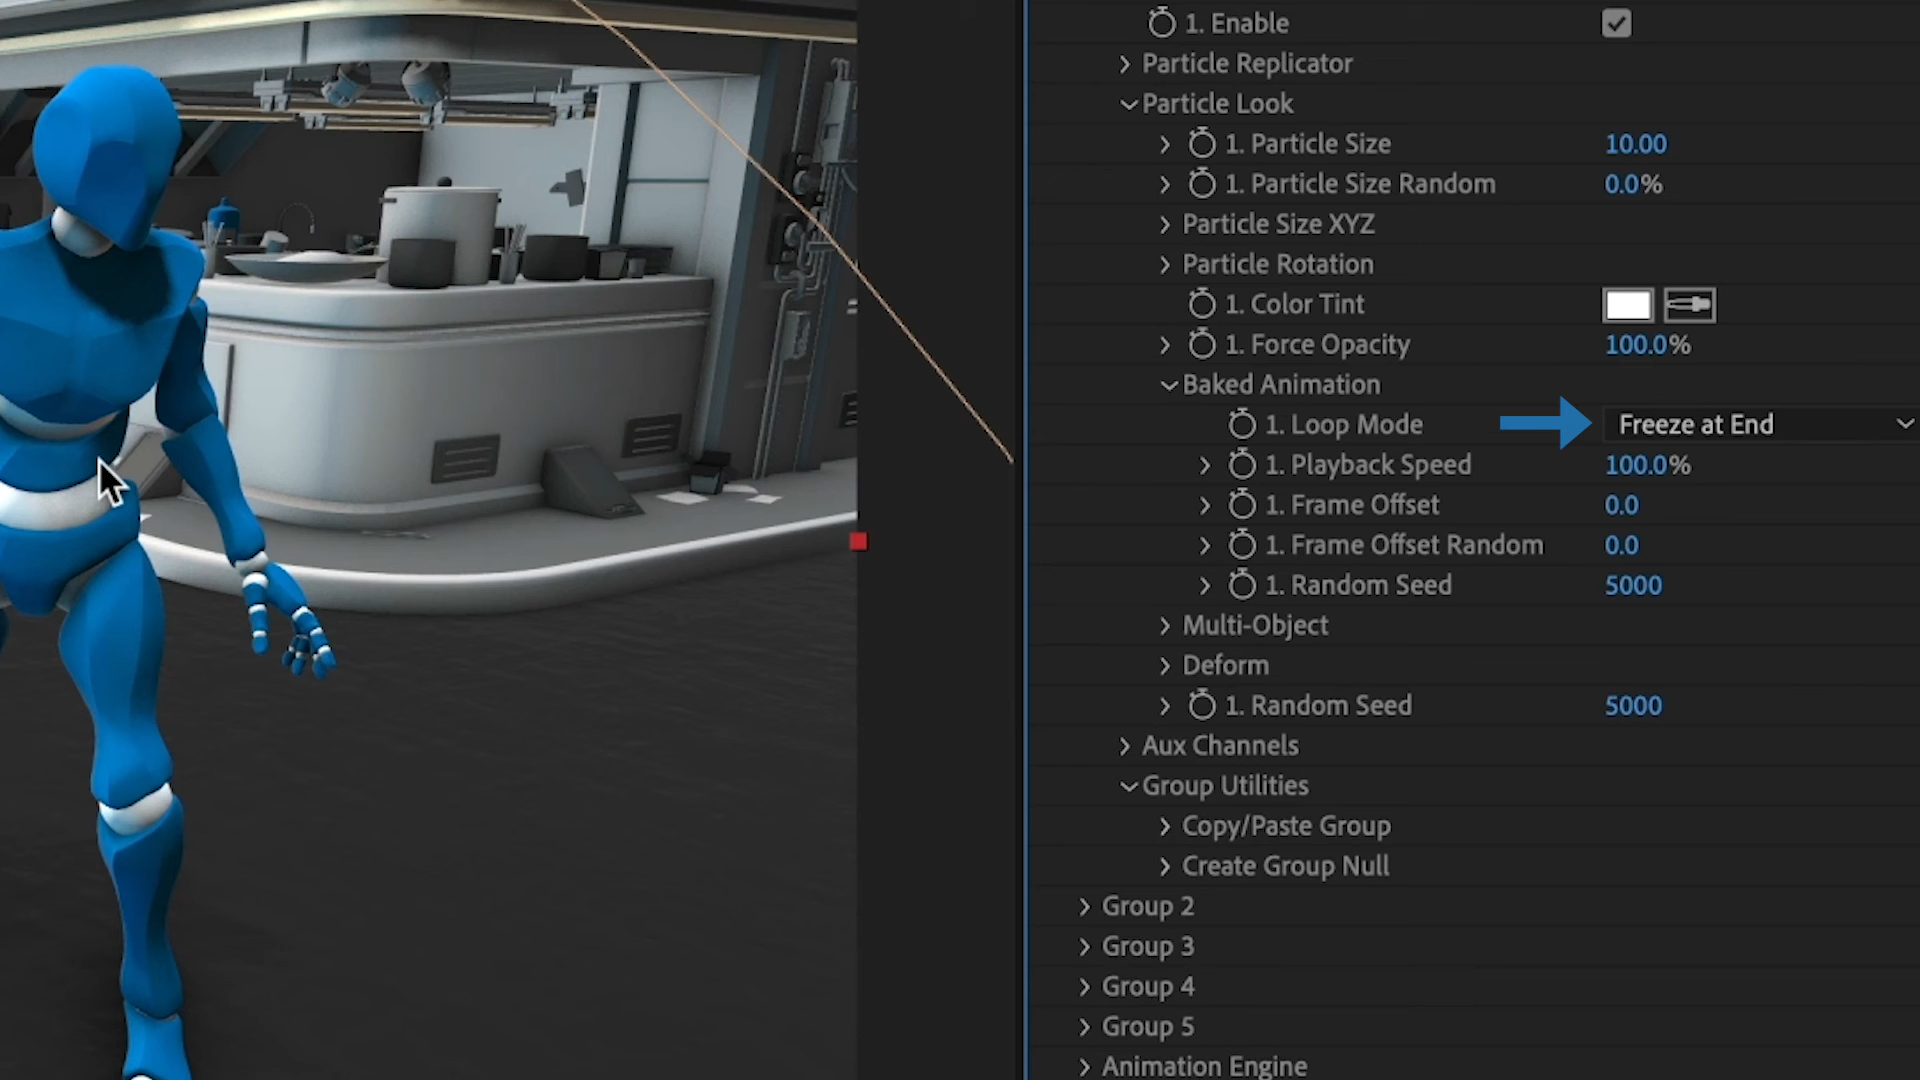 1. Enable
Particle Replicator
Particle Look
1. Particle Size 10.00
1. Particle Size Random 0.0%
Particle Size XYZ
Particle Rotation
1. Color Tint
1. Force Opacity 100.0%
Baked Animation
1. Loop Mode Freeze at End
1. Playback Speed 100.0%
1. Frame Offset 0.0
1. Frame Offset Random 0.0
1. Random Seed 5000
Multi-Object
Deform
1. Random Seed 5000
Aux Channels
Group Utilities
Copy/Paste Group
Create Group Null
Group 2
Group 3
Group 4
Group 5
Animation Engine